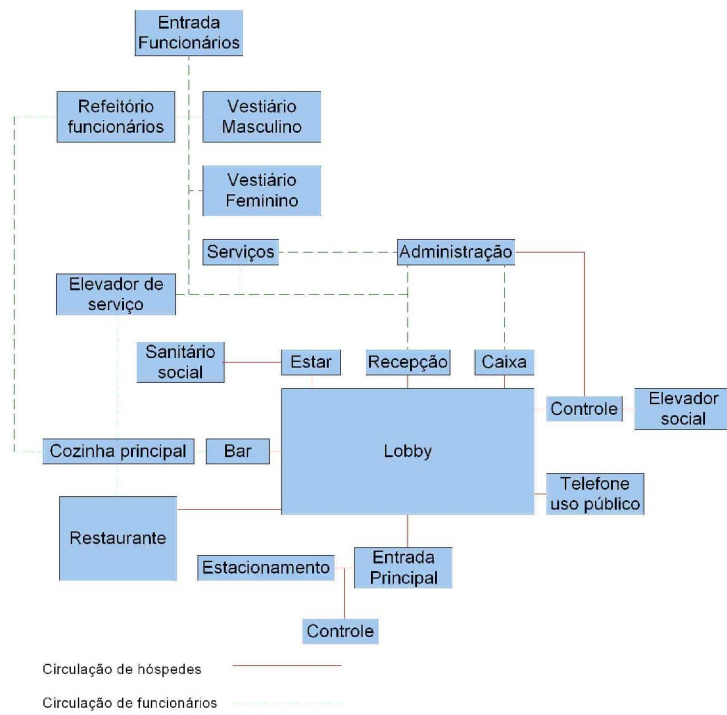 Entrada
Funcionários
Refeitório
funcionários
Vestiário
Masculino
Vestiário
Feminino
Serviços
Administração
Elevador de
serviço
Sanitário
social
Estar
Recepção
Caixa
Controle
Elevador
social
Cozinha principal
Bar
Lobby
Telefone
uso público
Restaurante
Estacionamento
Entrada
Principal
Controle
Circulação de hóspedes
Circulação de funcionários